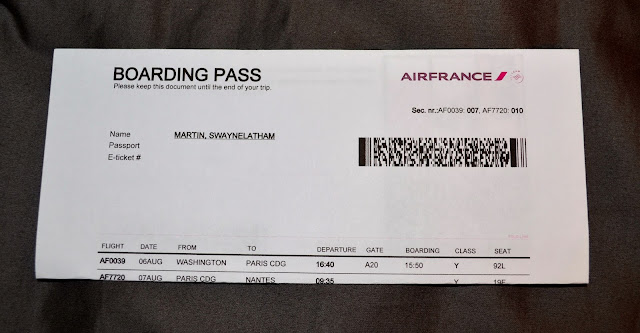 BOARDING PASS
Please keep this document until the end of your trip.
AIRFRANCE
Sec. nr.:AF0039: 007, AF7720: 010
Name MARTIN, SWAYNELATHAM
Passport
E-ticket #
FLIGHT DATE FROM TO DEPARTURE GATE BOARDING CLASS SEAT
AF0039 06AUG WASHINGTON PARIS CDG 16:40 A20 15:50 Y 92L
AF7720 07AUG PARIS CDG NANTES 09:35 Y